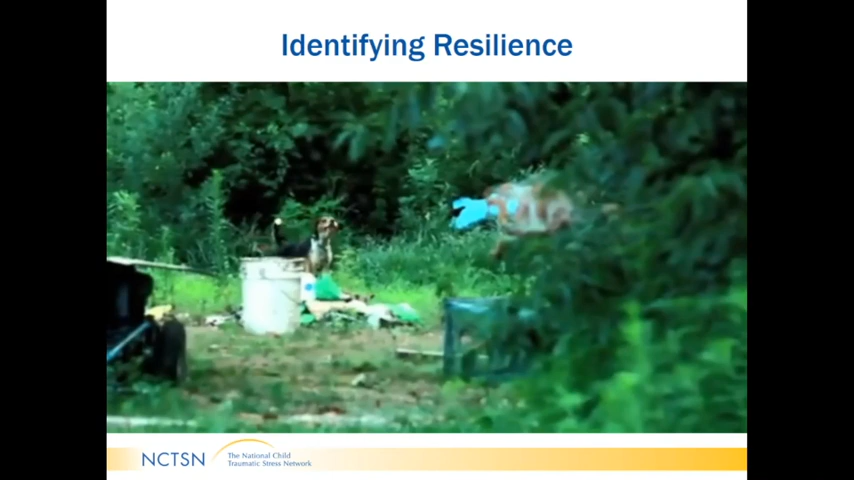 Identifying Resilience
NCTSN
The National Child
Traumatic Stress Network